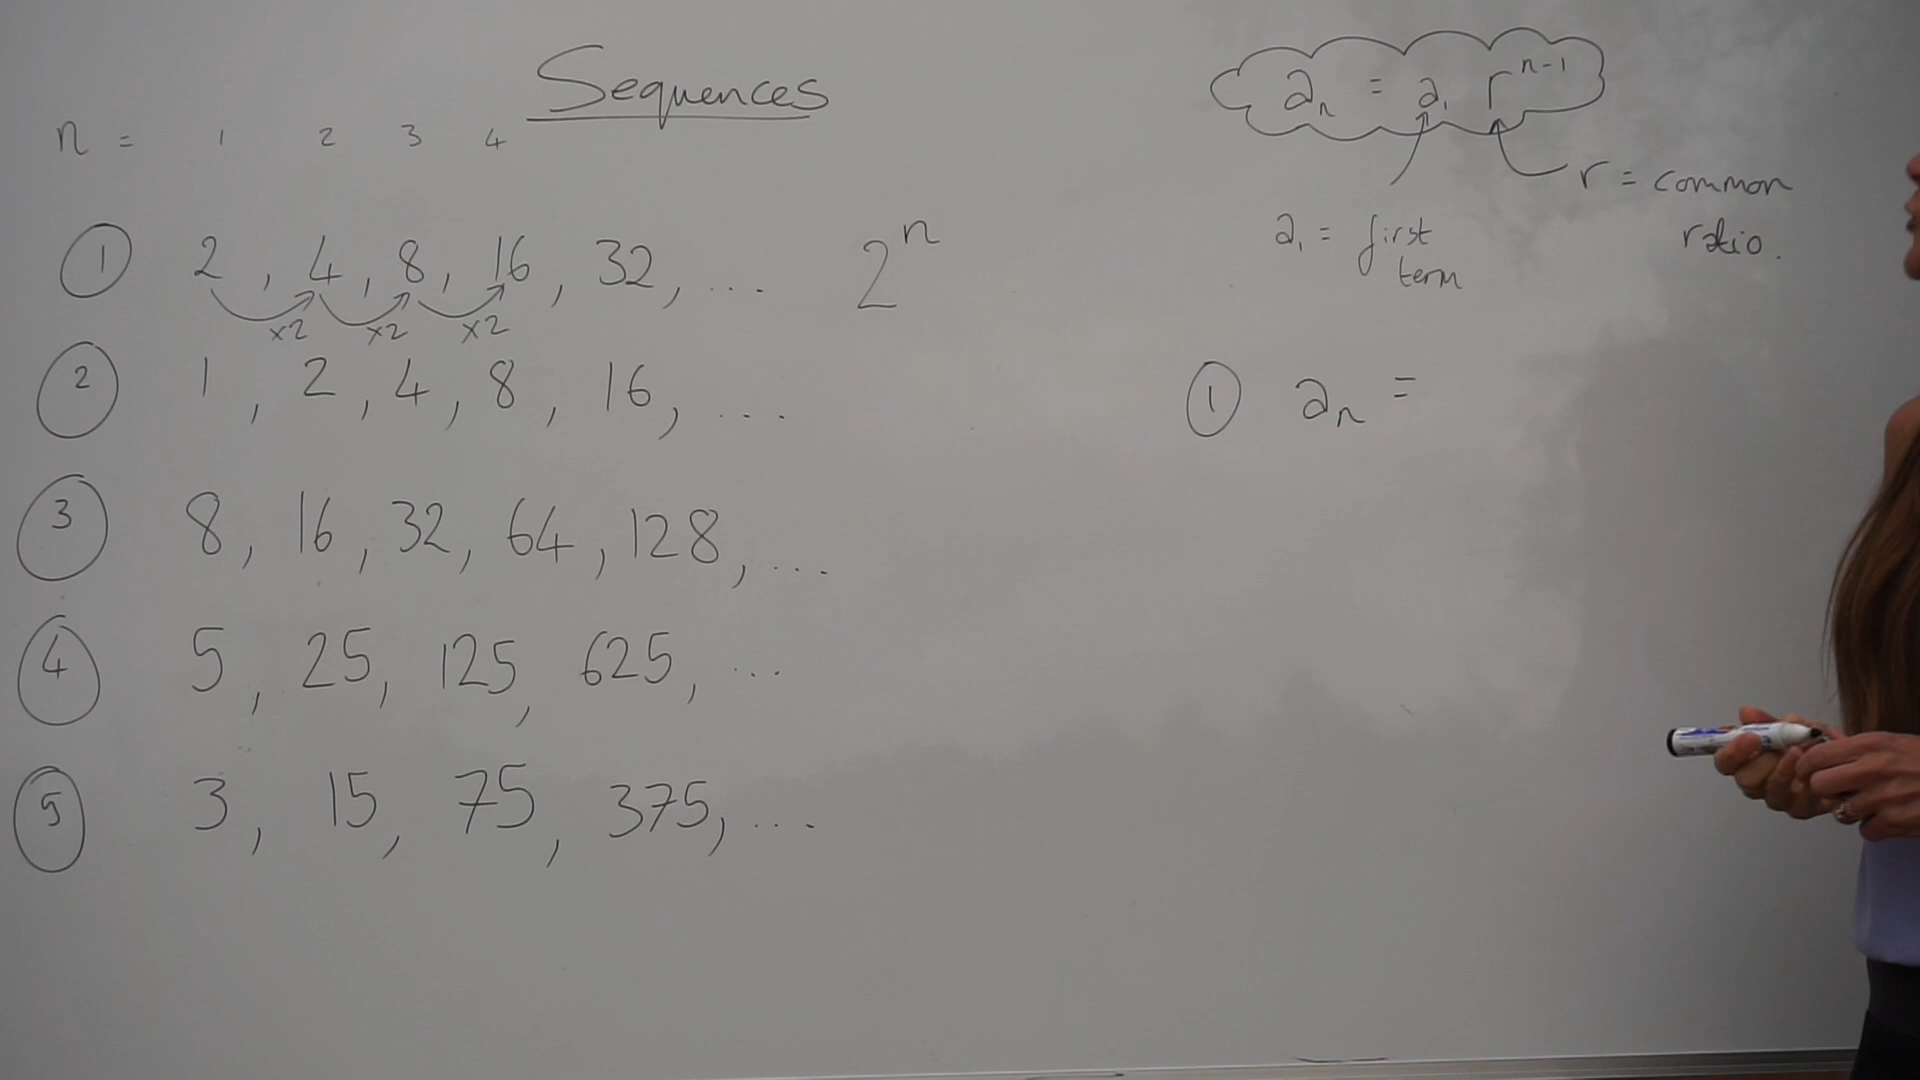 Sequences
n = 1 2 3 4
① 2 , 4 , 8 , 16 , 32 , ... 2ⁿ
x2 x2 x2
② 1 , 2 , 4 , 8 , 16 , ...
③ 8 , 16 , 32 , 64 , 128 , ...
④ 5 , 25 , 125 , 625 , ...
⑤ 3 , 15 , 75 , 375 , ...
aₙ = a₁ rⁿ⁻¹
r = common
ratio.
a₁ = first
term
① aₙ =